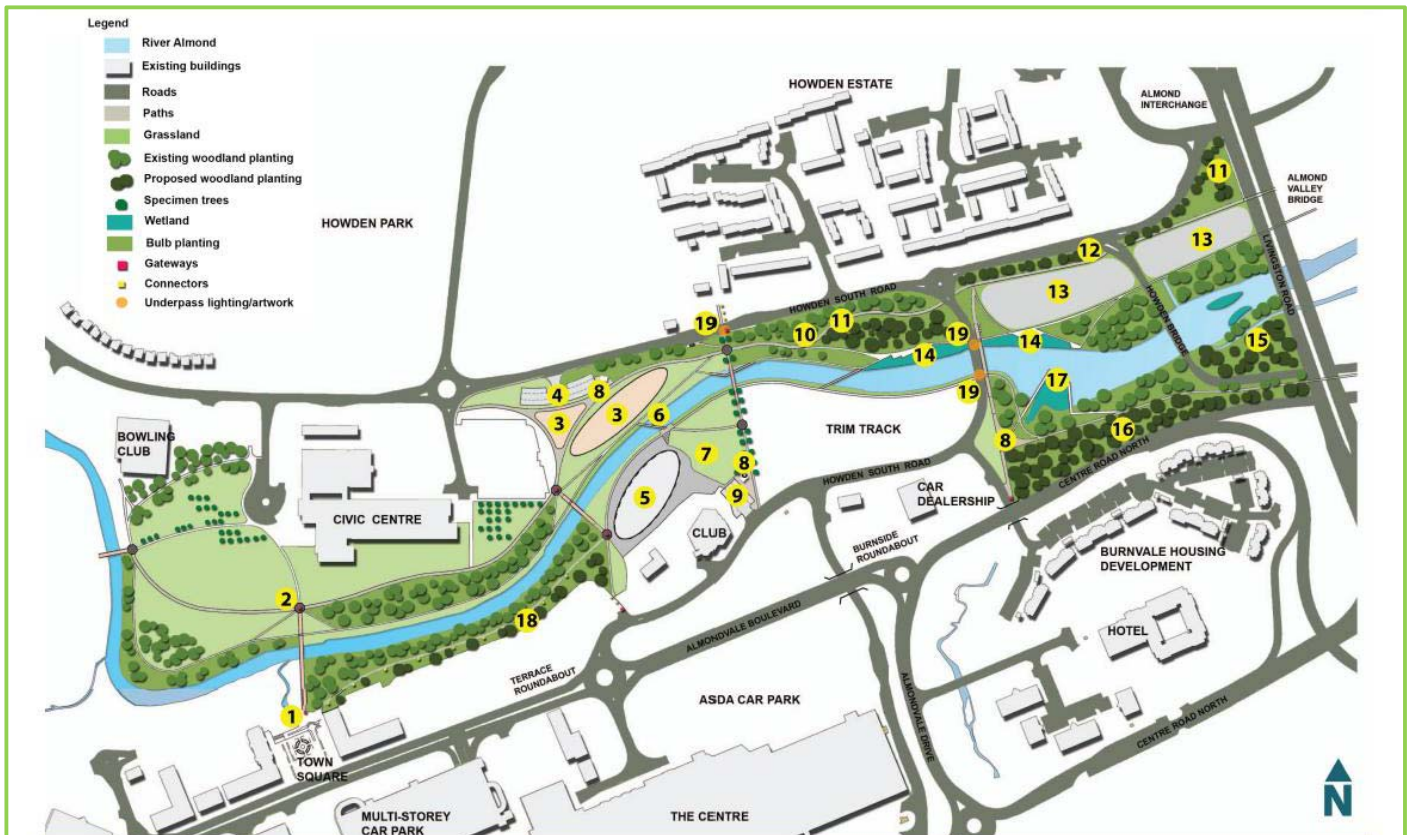 Legend
River Almond
Existing buildings
Roads
Paths
Grassland
Existing woodland planting
Proposed woodland planting
Specimen trees
Wetland
Bulb planting
Gateways
Connectors
Underpass lighting/artwork
HOWDEN PARK
HOWDEN ESTATE
ALMOND
INTERCHANGE
11
ALMOND
VALLEY
BRIDGE
13
12
13
LIVINGSTON ROAD
HOWDEN BRIDGE
HOWDEN SOUTH ROAD
19
10
11
19
14
14
15
4
8
3
3
6
17
19
TRIM TRACK
16
8
CENTRE ROAD NORTH
BOWLING
CLUB
7
8
9
5
HOWDEN SOUTH ROAD
CAR
DEALERSHIP
CIVIC CENTRE
CLUB
BURNSIDE
ROUNDABOUT
BURNVALE HOUSING
DEVELOPMENT
2
18
ALMONDVALE BOULEVARD
HOTEL
TERRACE
ROUNDABOUT
1
ASDA CAR PARK
ALMONDVALE DRIVE
CENTRE ROAD NORTH
TOWN
SQUARE
MULTI-STOREY
CAR PARK
THE CENTRE
N